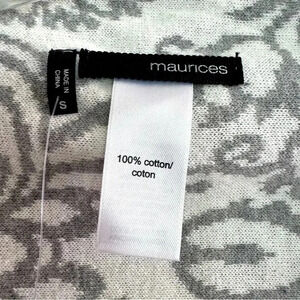 maurices
MADE IN
CHINA
S
100% cotton/
coton